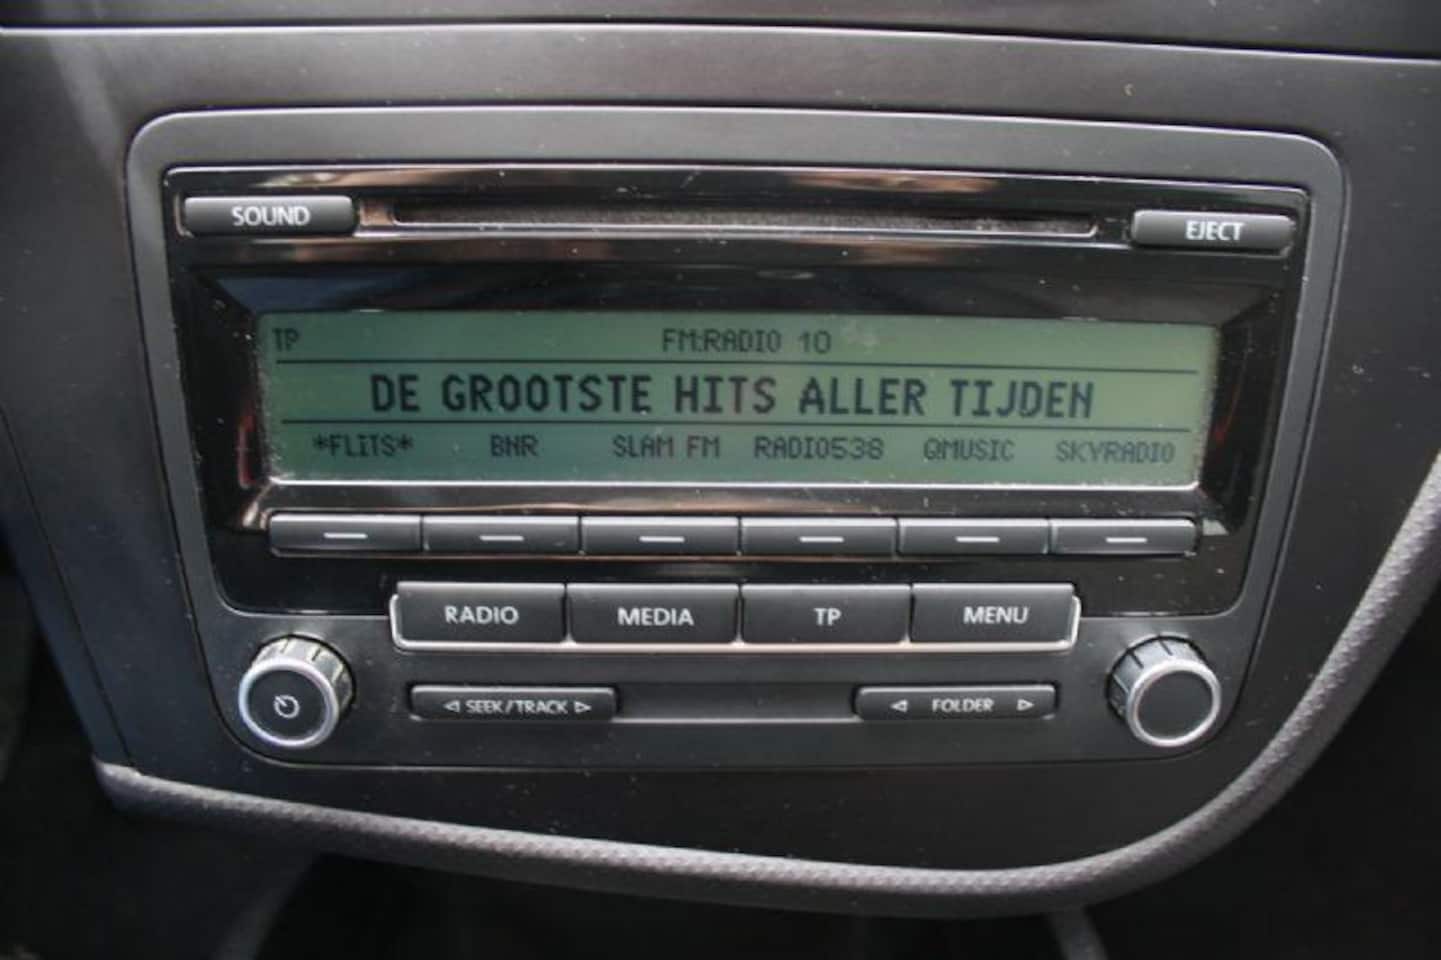 SOUND EJECT
TP FM:RADIO 10
DE GROOTSTE HITS ALLER TIJDEN
*FLITS* BNR SLAM FM RADIO538 QMUSIC SKYRADIO
RADIO MEDIA TP MENU
◁ SEEK/TRACK ▷ ◁ FOLDER ▷